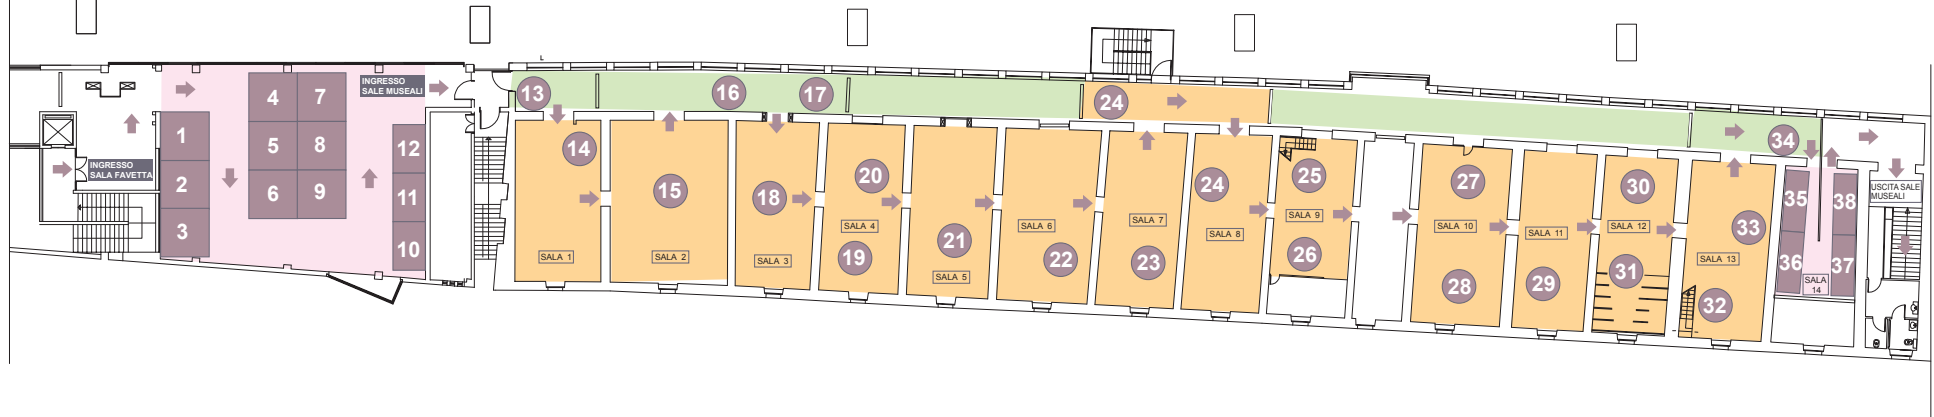 INGRESSO
SALA FAVETTA
1
2
3
4
7
5
8
6
9
INGRESSO
SALE MUSEALI
12
11
10
L
13
14
SALA 1
15
SALA 2
16
17
18
SALA 3
20
SALA 4
19
21
SALA 5
SALA 6
22
SALA 7
23
24
24
SALA 8
25
SALA 9
26
27
SALA 10
28
SALA 11
29
30
SALA 12
31
33
SALA 13
32
34
35
38
36
37
SALA
14
USCITA SALE
MUSEALI